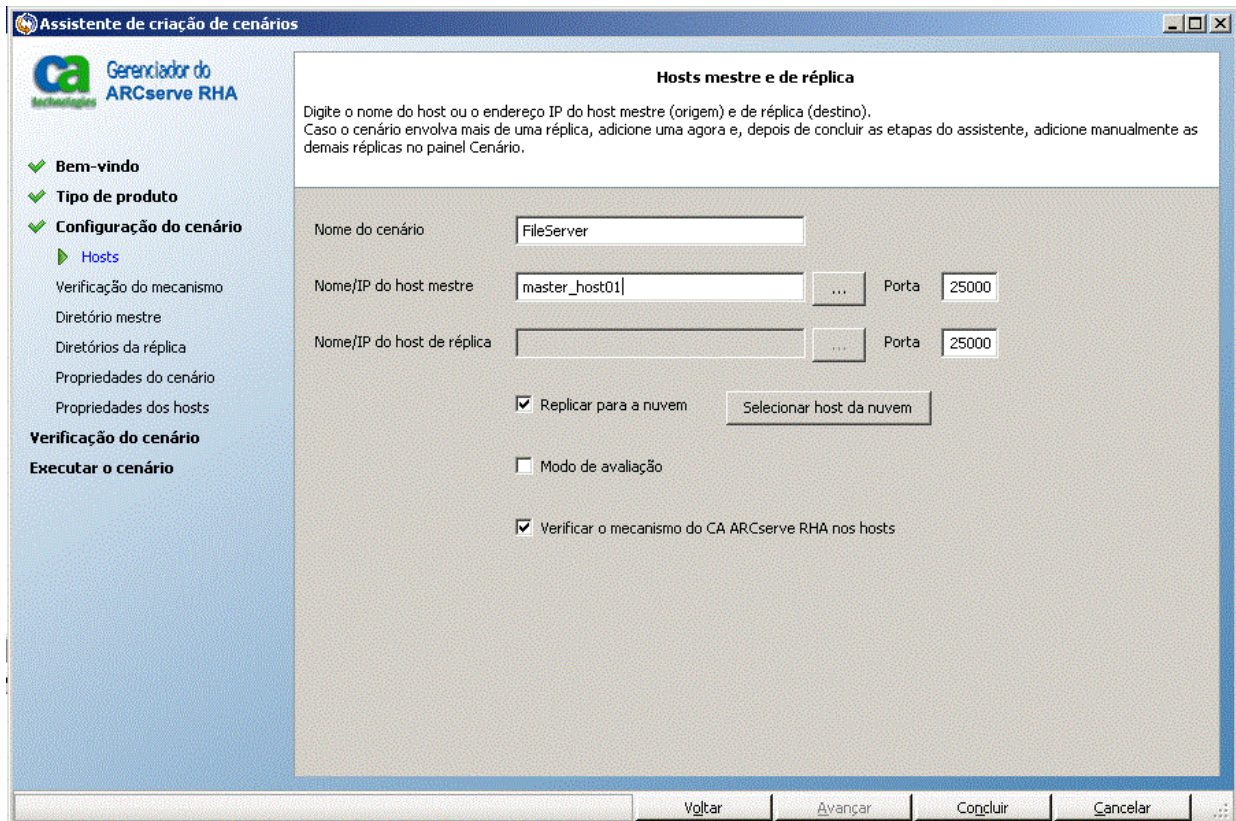 Assistente de criação de cenários
ca
technologies
Gerenciador do
ARCserve RHA
Hosts mestre e de réplica
Digite o nome do host ou o endereço IP do host mestre (origem) e de réplica (destino).
Caso o cenário envolva mais de uma réplica, adicione uma agora e, depois de concluir as etapas do assistente, adicione manualmente as
demais réplicas no painel Cenário.
Bem-vindo
Tipo de produto
Configuração do cenário
Hosts
Verificação do mecanismo
Diretório mestre
Diretórios da réplica
Propriedades do cenário
Propriedades dos hosts
Verificação do cenário
Executar o cenário
Nome do cenário FileServer
Nome/IP do host mestre master_host01 ... Porta 25000
Nome/IP do host de réplica ... Porta 25000
Replicar para a nuvem Selecionar host da nuvem
Modo de avaliação
Verificar o mecanismo do CA ARCserve RHA nos hosts
Voltar Avançar Concluir Cancelar